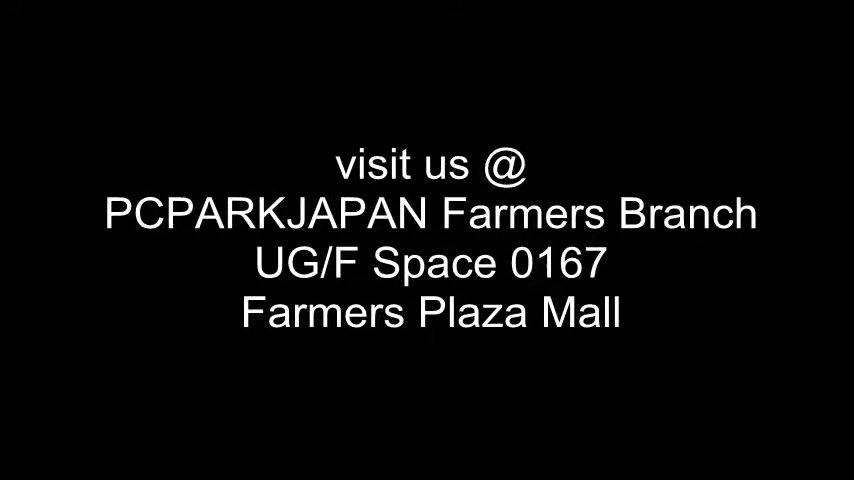 visit us @
PCPARKJAPAN Farmers Branch
UG/F Space 0167
Farmers Plaza Mall